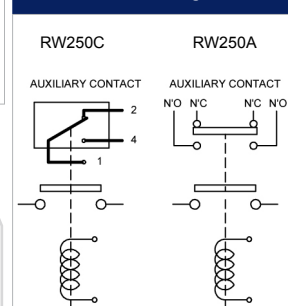 RW250C
RW250A
AUXILIARY CONTACT
AUXILIARY CONTACT
2
4
1
N'O N'C N'C N'O